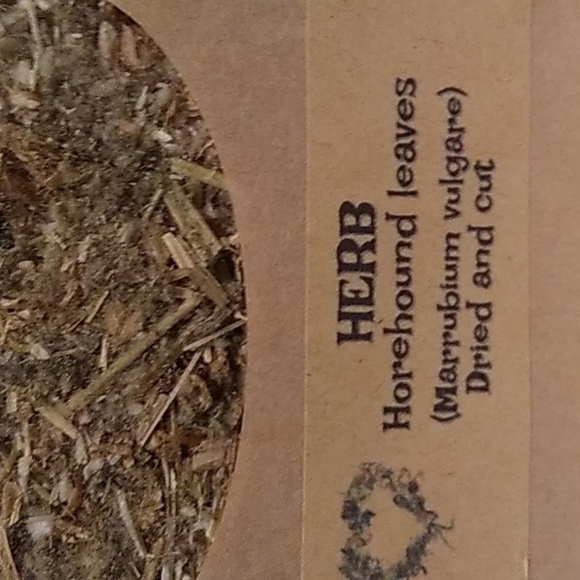 HERB
Horehound leaves
(Marrubium vulgare)
Dried and cut